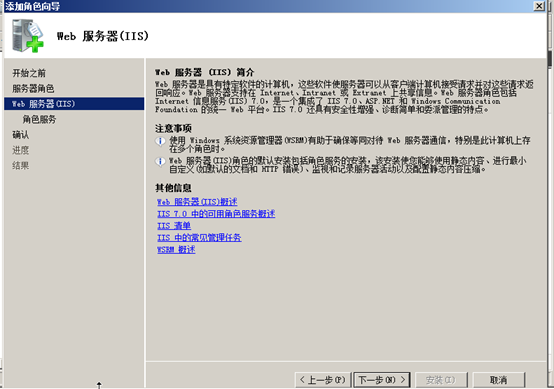 添加角色向导
Web 服务器(IIS)
开始之前
服务器角色
Web 服务器(IIS)
角色服务
确认
进度
结果
Web 服务器 (IIS) 简介
Web 服务器是具有特定软件的计算机，这些软件使服务器可以从客户端计算机接受请求并对这些请求返
回响应。Web 服务器支持在 Internet、Intranet 或 Extranet 上共享信息。Web 服务器角色包括
Internet 信息服务(IIS) 7.0，是一个集成了 IIS 7.0、ASP.NET 和 Windows Communication
Foundation 的统一 Web 平台。IIS 7.0 还具有安全性增强、诊断简单和委派管理的特点。
注意事项
使用 Windows 系统资源管理器(WSRM)有助于确保等同对待 Web 服务器通信，特别是此计算机上存
在多个角色时。
Web 服务器(IIS)角色的默认安装包括角色服务的安装，该安装使您能够使用静态内容、进行最小
自定义(如默认的文档和 HTTP 错误)、监视和记录服务器活动以及配置静态内容压缩。
其他信息
Web 服务器(IIS)概述
IIS 7.0 中的可用角色服务概述
IIS 清单
IIS 中的常见管理任务
WSRM 概述
< 上一步(P)
下一步(N) >
安装(I)
取消